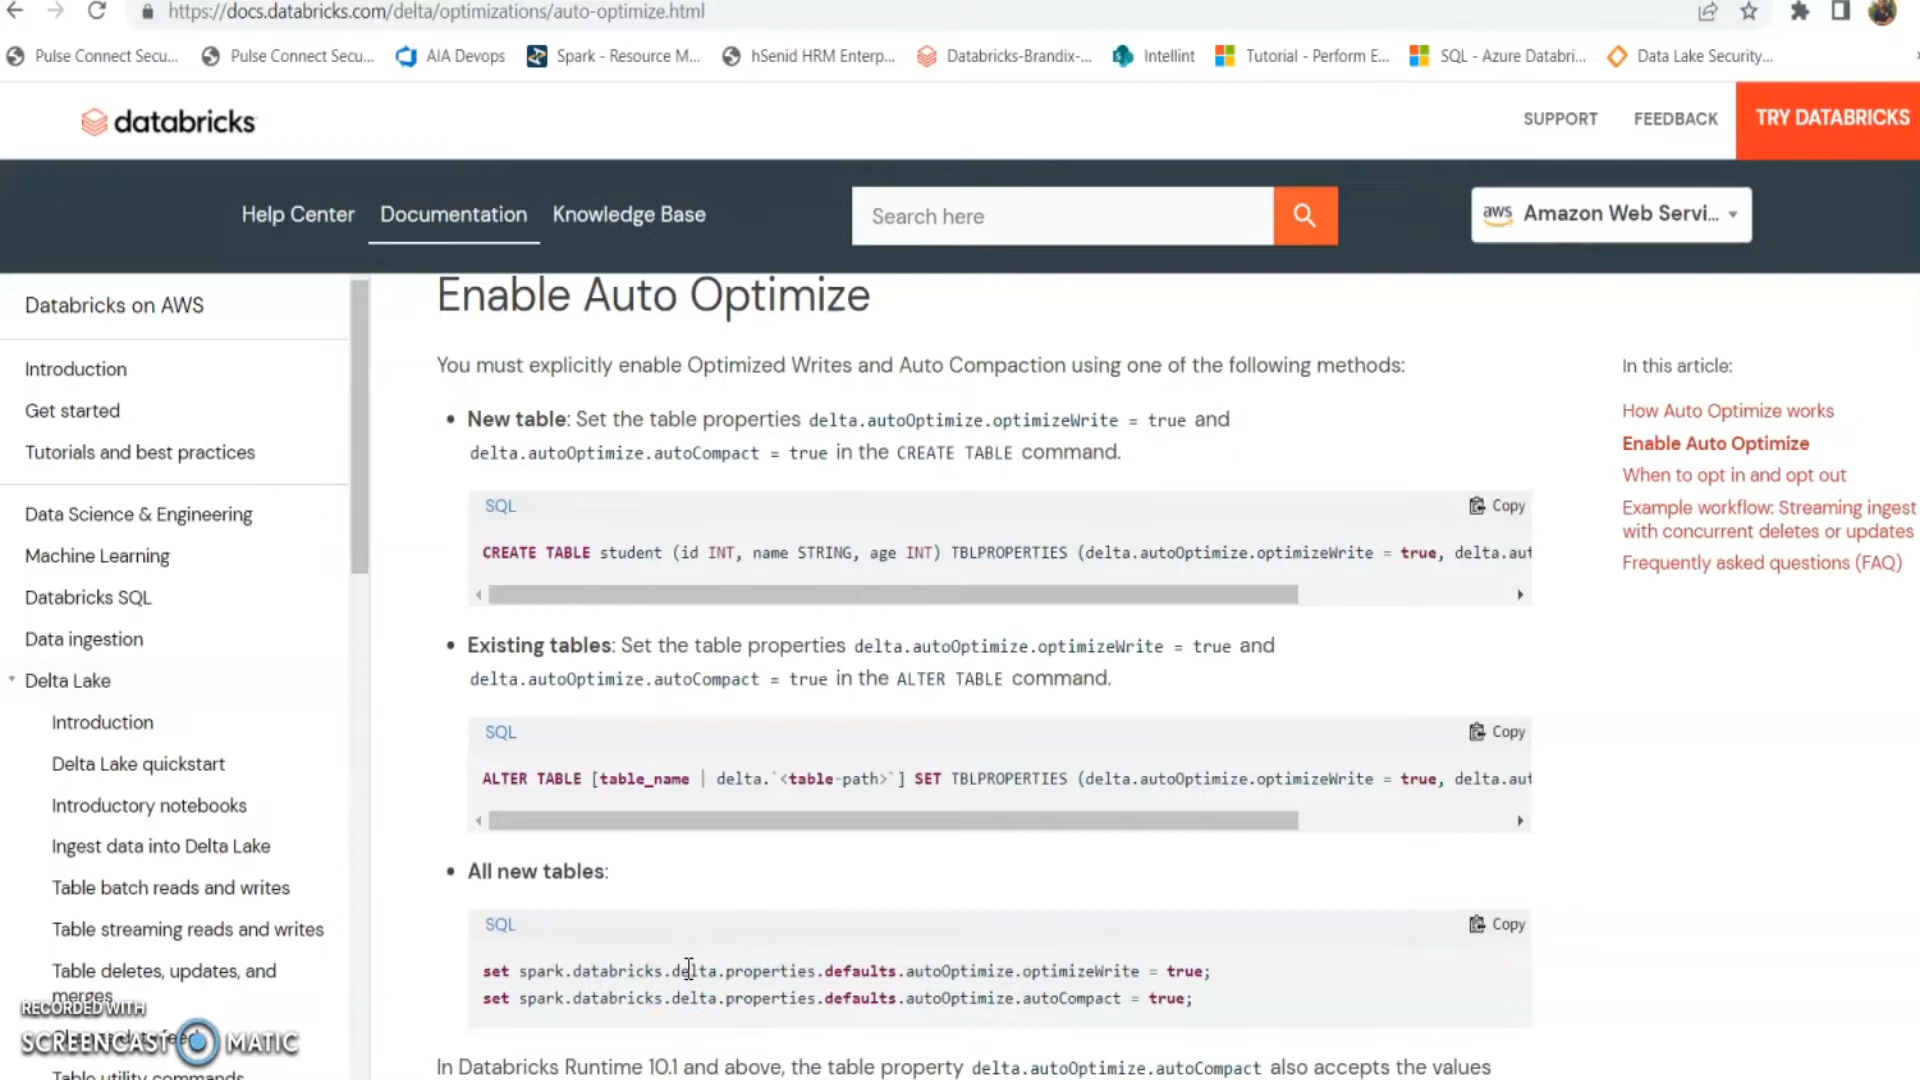 https://docs.databricks.com/delta/optimizations/auto-optimize.html
Pulse Connect Secu... Pulse Connect Secu... AIA Devops Spark - Resource M... hSenid HRM Enterp... Databricks-Brandix-... Intellint Tutorial - Perform E... SQL - Azure Databri... Data Lake Security...
databricks
SUPPORT FEEDBACK TRY DATABRICKS
Help Center Documentation Knowledge Base Search here aws Amazon Web Servi...
Databricks on AWS
Introduction
Get started
Tutorials and best practices
Data Science & Engineering
Machine Learning
Databricks SQL
Data ingestion
Delta Lake
Introduction
Delta Lake quickstart
Introductory notebooks
Ingest data into Delta Lake
Table batch reads and writes
Table streaming reads and writes
Table deletes, updates, and
merges
Table utility commands
Enable Auto Optimize
You must explicitly enable Optimized Writes and Auto Compaction using one of the following methods:
• New table: Set the table properties delta.autoOptimize.optimizeWrite = true and
delta.autoOptimize.autoCompact = true in the CREATE TABLE command.
SQL Copy
CREATE TABLE student (id INT, name STRING, age INT) TBLPROPERTIES (delta.autoOptimize.optimizeWrite = true, delta.aut
• Existing tables: Set the table properties delta.autoOptimize.optimizeWrite = true and
delta.autoOptimize.autoCompact = true in the ALTER TABLE command.
SQL Copy
ALTER TABLE [table_name | delta.`<table-path>`] SET TBLPROPERTIES (delta.autoOptimize.optimizeWrite = true, delta.aut
• All new tables:
SQL Copy
set spark.databricks.delta.properties.defaults.autoOptimize.optimizeWrite = true;
set spark.databricks.delta.properties.defaults.autoOptimize.autoCompact = true;
In Databricks Runtime 10.1 and above, the table property delta.autoOptimize.autoCompact also accepts the values
In this article:
How Auto Optimize works
Enable Auto Optimize
When to opt in and opt out
Example workflow: Streaming ingest
with concurrent deletes or updates
Frequently asked questions (FAQ)
RECORDED WITH
SCREENCAST MATIC